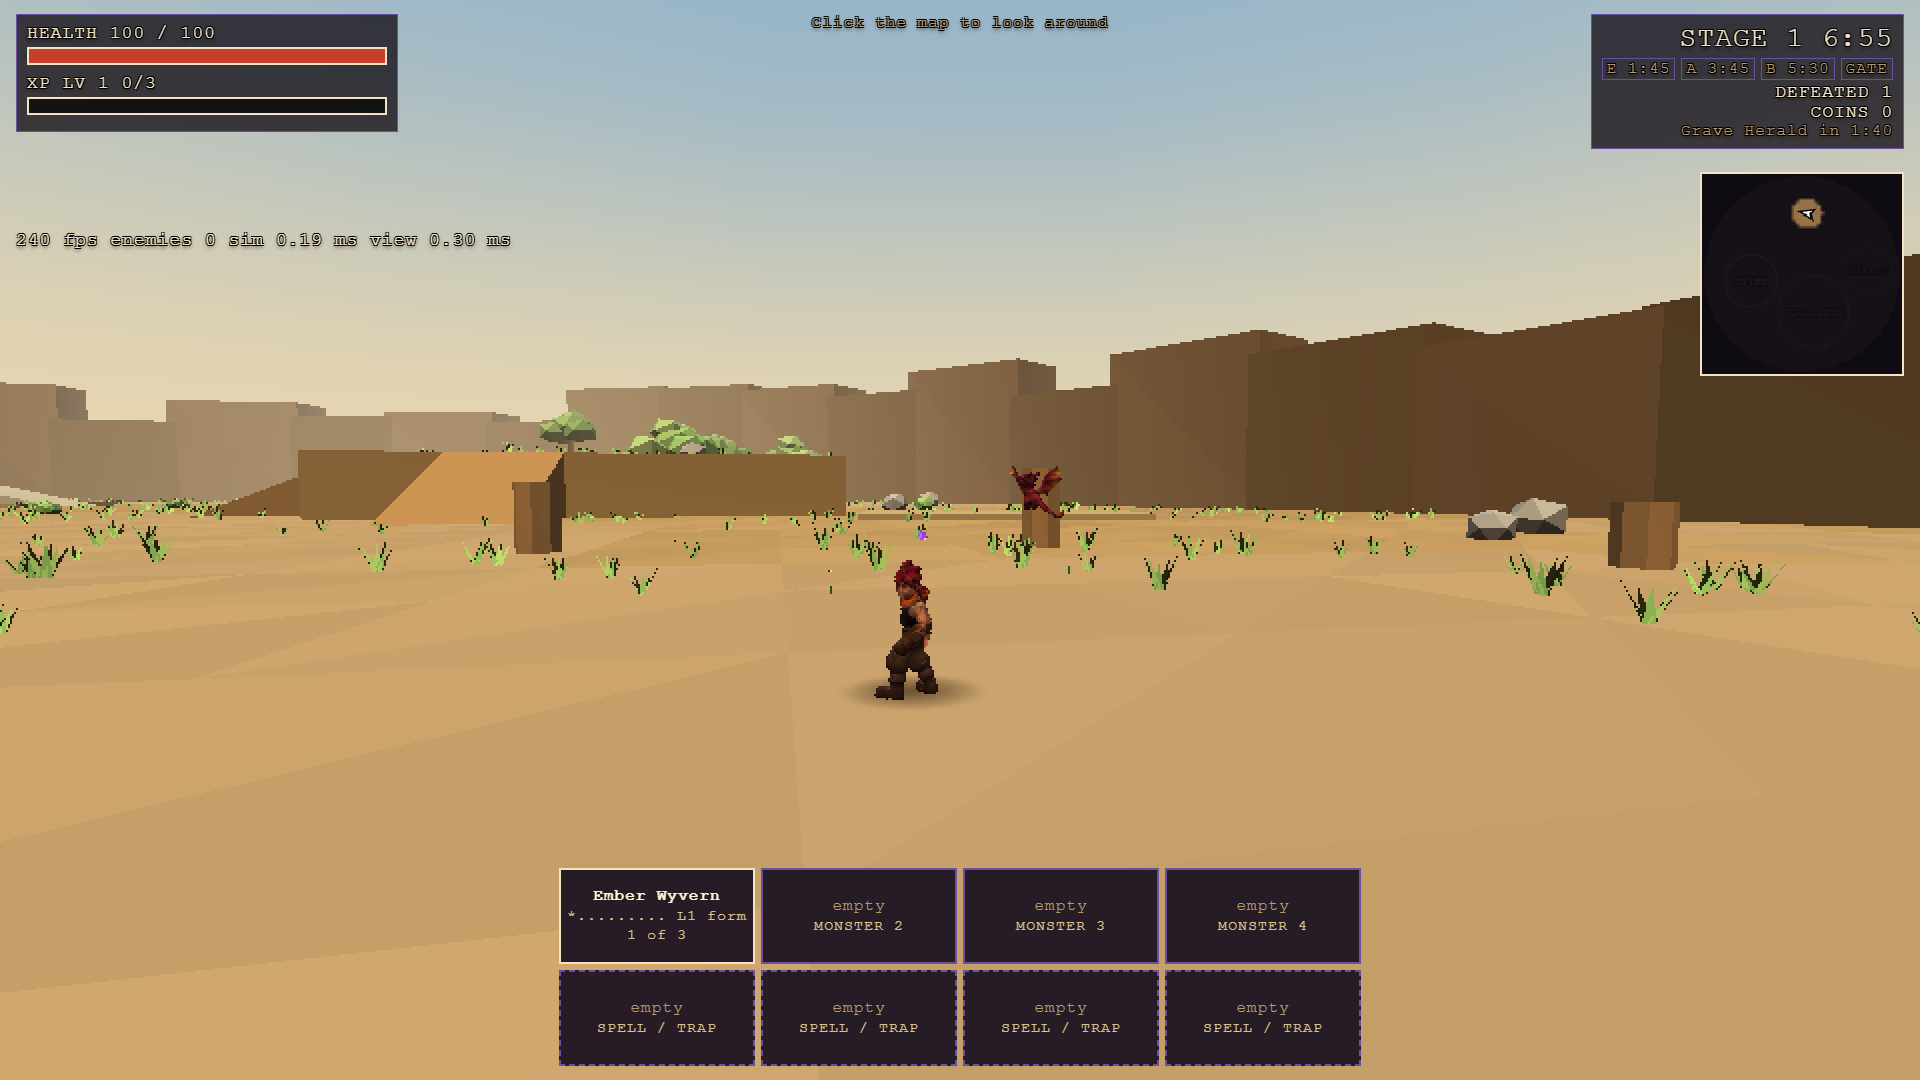 HEALTH 100 / 100
XP LV 1 0/3
Click the map to look around
STAGE 1 6:55
E 1:45 A 3:45 B 5:30 GATE
DEFEATED 1
COINS 0
Grave Herald in 1:40
240 fps enemies 0 sim 0.19 ms view 0.30 ms
Ember Wyvern
*......... L1 form
1 of 3
empty
MONSTER 2
empty
MONSTER 3
empty
MONSTER 4
empty
SPELL / TRAP
empty
SPELL / TRAP
empty
SPELL / TRAP
empty
SPELL / TRAP